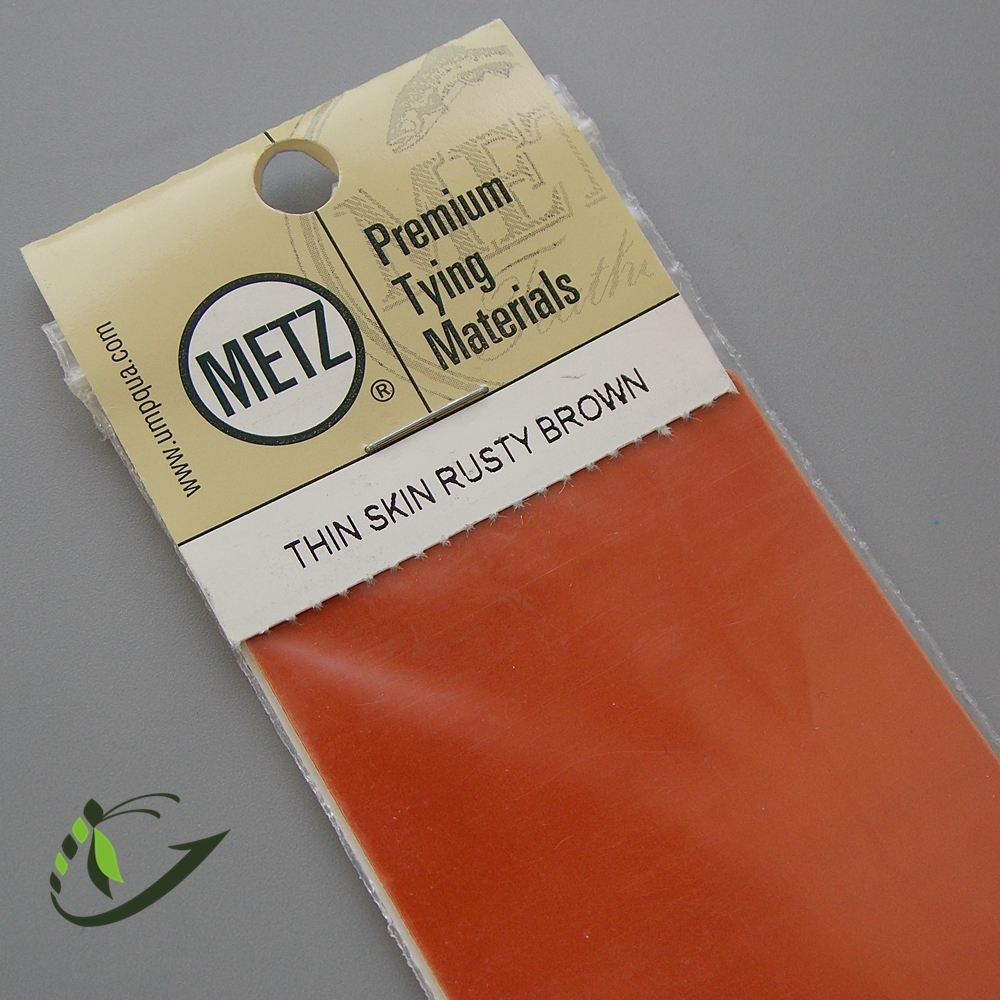 METZ
®
Premium
Tying
Materials
www.umpqua.com
THIN SKIN RUSTY BROWN